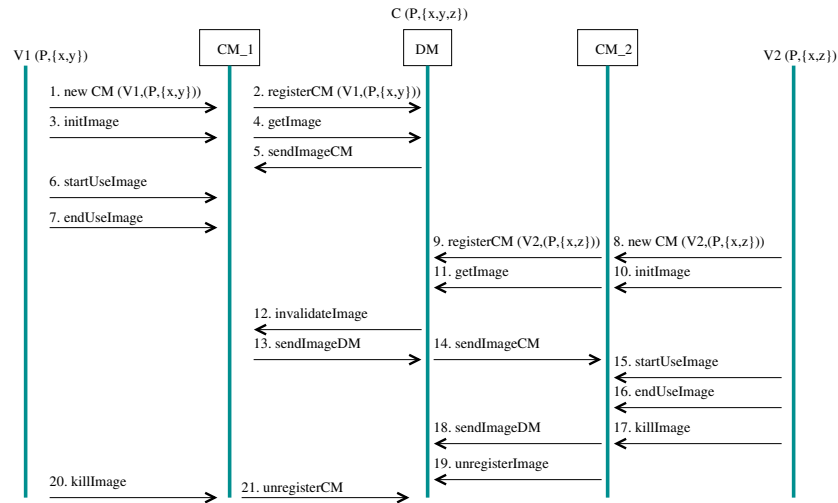 C (P,{x,y,z})
V1 (P,{x,y})
CM_1
DM
CM_2
V2 (P,{x,z})
1. new CM (V1,(P,{x,y}))
2. registerCM (V1,(P,{x,y}))
3. initImage
4. getImage
5. sendImageCM
6. startUseImage
7. endUseImage
9. registerCM (V2,(P,{x,z}))
8. new CM (V2,(P,{x,z}))
11. getImage
10. initImage
12. invalidateImage
13. sendImageDM
14. sendImageCM
15. startUseImage
16. endUseImage
18. sendImageDM
17. killImage
19. unregisterImage
20. killImage
21. unregisterCM